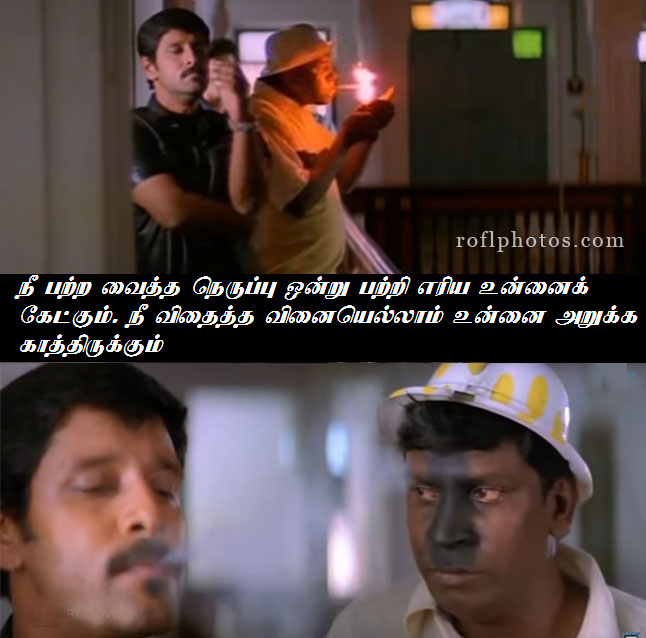 roflphotos.com
நீ பற்ற வைத்த நெருப்பு ஒன்று பற்றி எரிய உன்னைக்
கேட்கும். நீ விதைத்த வினையெல்லாம் உன்னை அறுக்க
காத்திருக்கும்